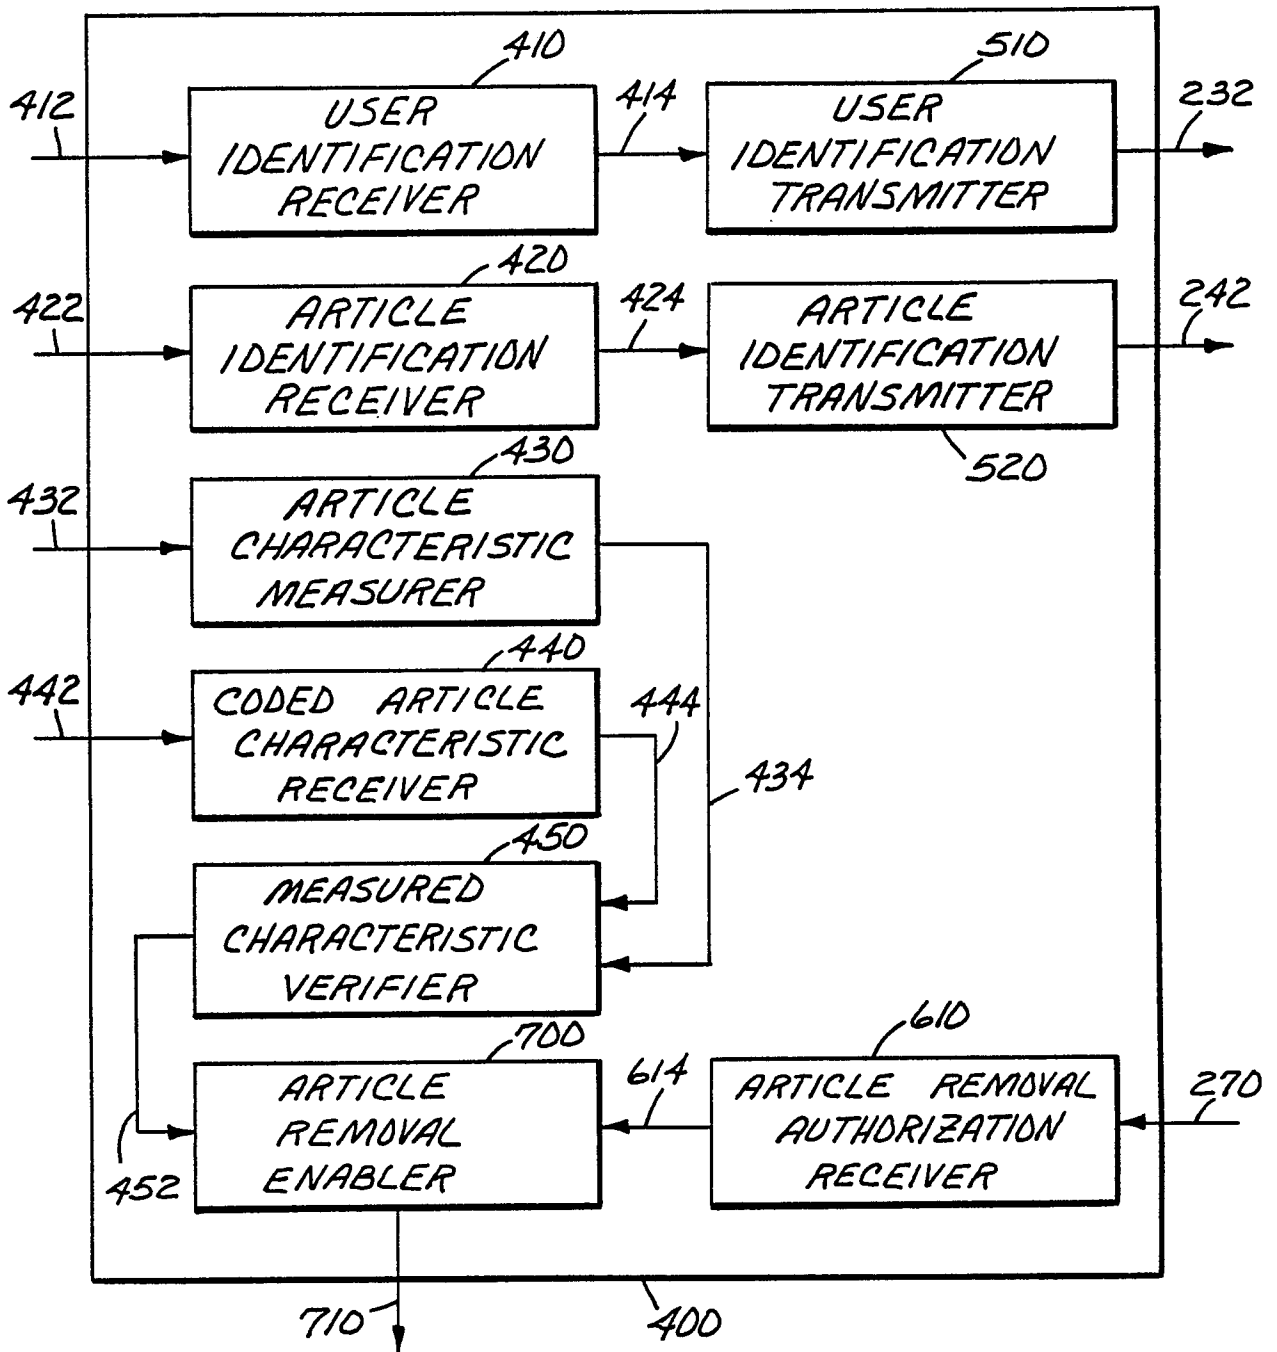 410
510
412
414
232
USER
IDENTIFICATION
RECEIVER
USER
IDENTIFICATION
TRANSMITTER
420
422
424
242
ARTICLE
IDENTIFICATION
RECEIVER
ARTICLE
IDENTIFICATION
TRANSMITTER
430
520
432
ARTICLE
CHARACTERISTIC
MEASURER
440
442
444
CODED ARTICLE
CHARACTERISTIC
RECEIVER
434
450
MEASURED
CHARACTERISTIC
VERIFIER
700
610
614
270
ARTICLE
REMOVAL
ENABLER
ARTICLE REMOVAL
AUTHORIZATION
RECEIVER
452
710
400